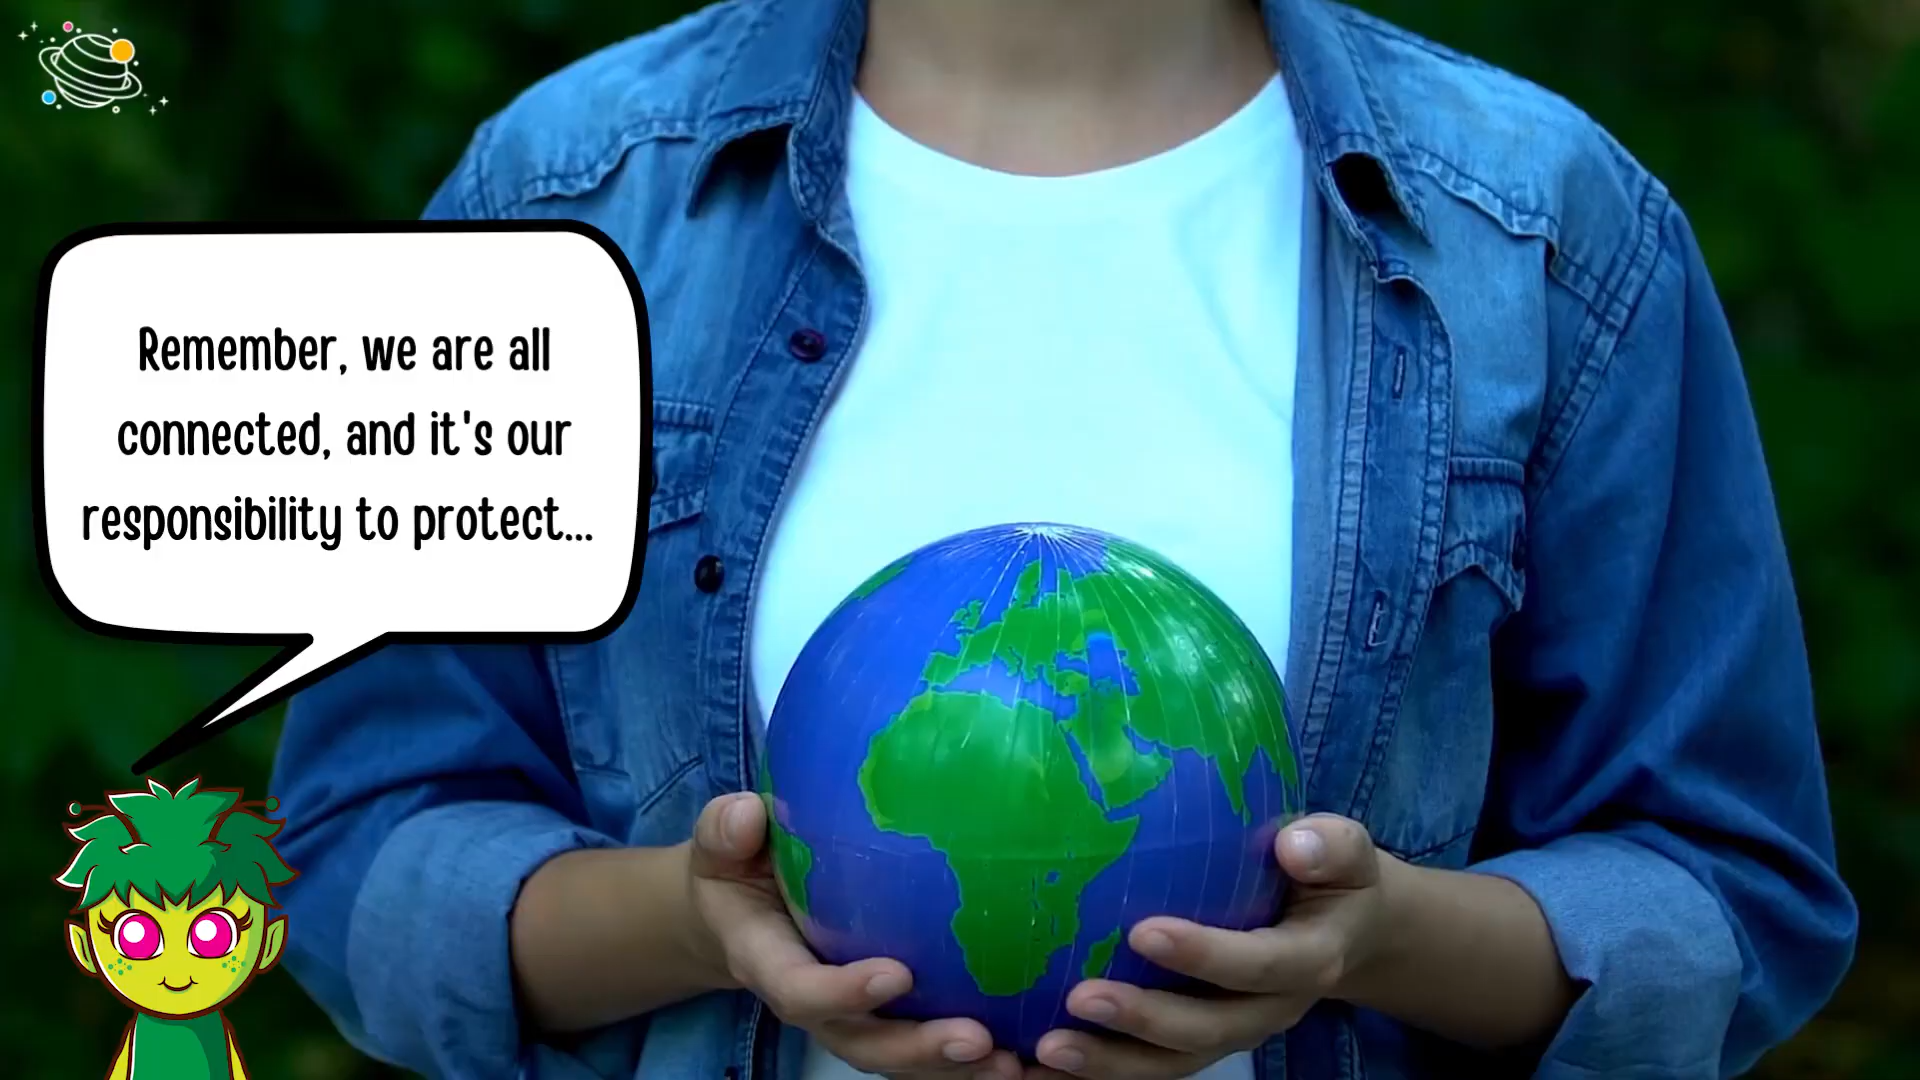 Remember, we are all
connected, and it's our
responsibility to protect...